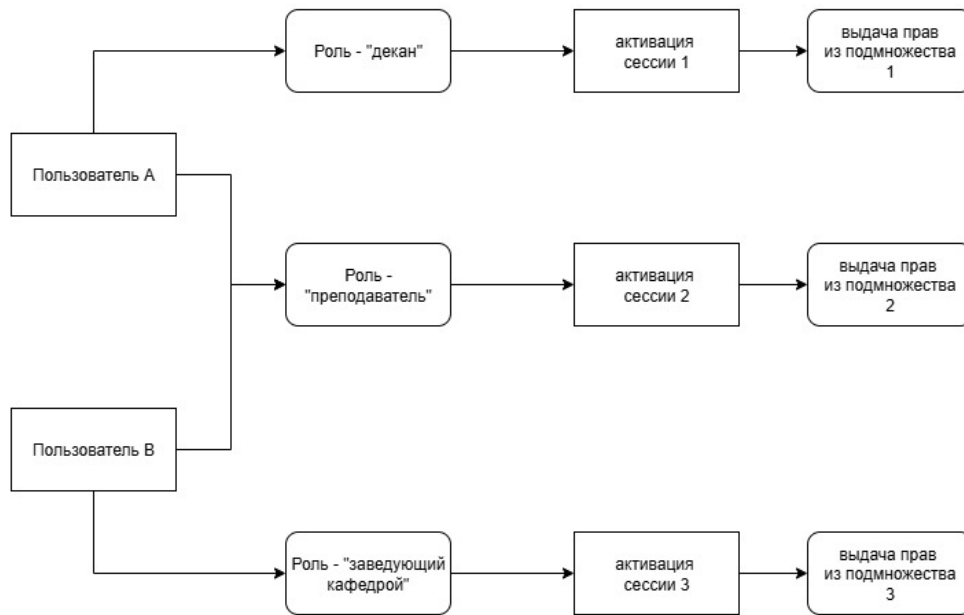 Роль - "декан"
активация
сессии 1
выдача прав
из подмножества
1
Пользователь А
Роль -
"преподаватель"
активация
сессии 2
выдача прав
из подмножества
2
Пользователь В
Роль - "заведующий
кафедрой"
активация
сессии 3
выдача прав
из подмножества
3